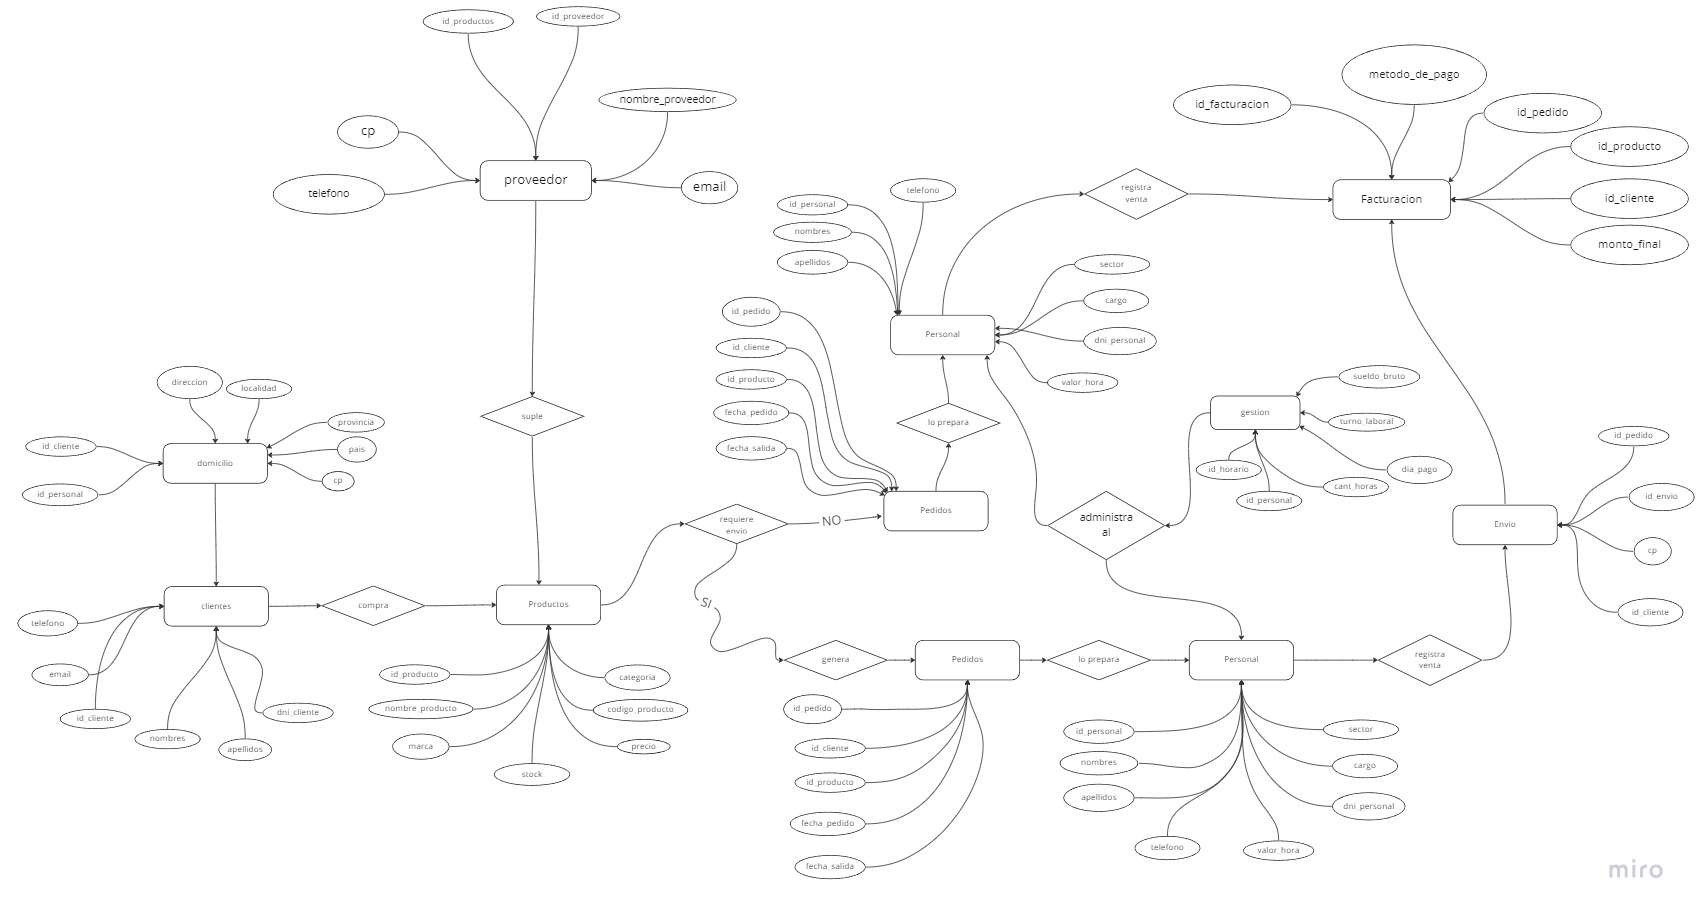 id_productos
id_proveedor
nombre_proveedor
cp
proveedor
telefono
email
metodo_de_pago
id_facturacion
id_pedido
id_producto
Facturacion
id_cliente
monto_final
registra
venta
telefono
id_personal
nombres
apellidos
sector
cargo
dni_personal
valor_hora
Personal
id_pedido
id_cliente
id_producto
fecha_pedido
fecha_salida
lo prepara
Pedidos
suple
direccion
localidad
provincia
pais
cp
id_cliente
domicilio
id_personal
sueldo_bruto
gestion
turno_laboral
id_horario
dia_pago
cant_horas
id_personal
administra
al
requiere
envio
NO
SI
id_pedido
id_envio
Envio
cp
id_cliente
clientes
compra
Productos
telefono
email
id_cliente
nombres
apellidos
dni_cliente
id_producto
nombre_producto
marca
stock
categoria
codigo_producto
precio
genera
Pedidos
lo prepara
Personal
registra
venta
id_pedido
id_cliente
id_producto
fecha_pedido
fecha_salida
id_personal
nombres
apellidos
telefono
sector
cargo
dni_personal
valor_hora
miro